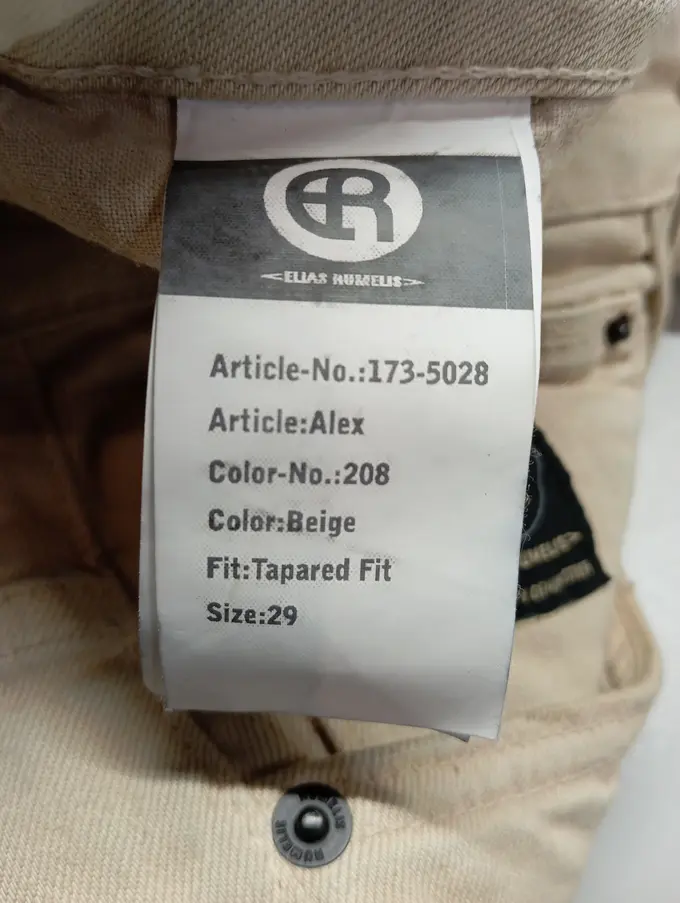 ER
ELIAS RUMELIS
Article-No.:173-5028
Article:Alex
Color-No.:208
Color:Beige
Fit:Tapared Fit
Size:29
RUMELIS